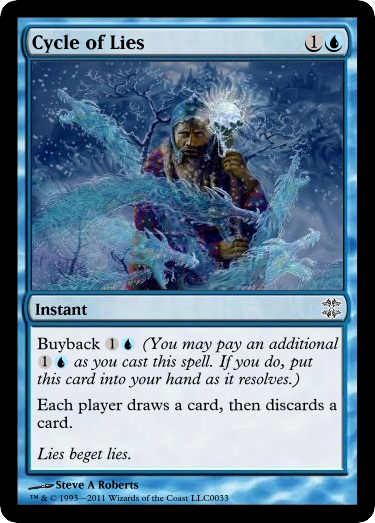 Cycle of Lies 1
Instant
Buyback 1 (You may pay an additional
1 as you cast this spell. If you do, put
this card into your hand as it resolves.)
Each player draws a card, then discards a
card.
Lies beget lies.
Steve A Roberts
™ & © 1993—2011 Wizards of the Coast LLC0033